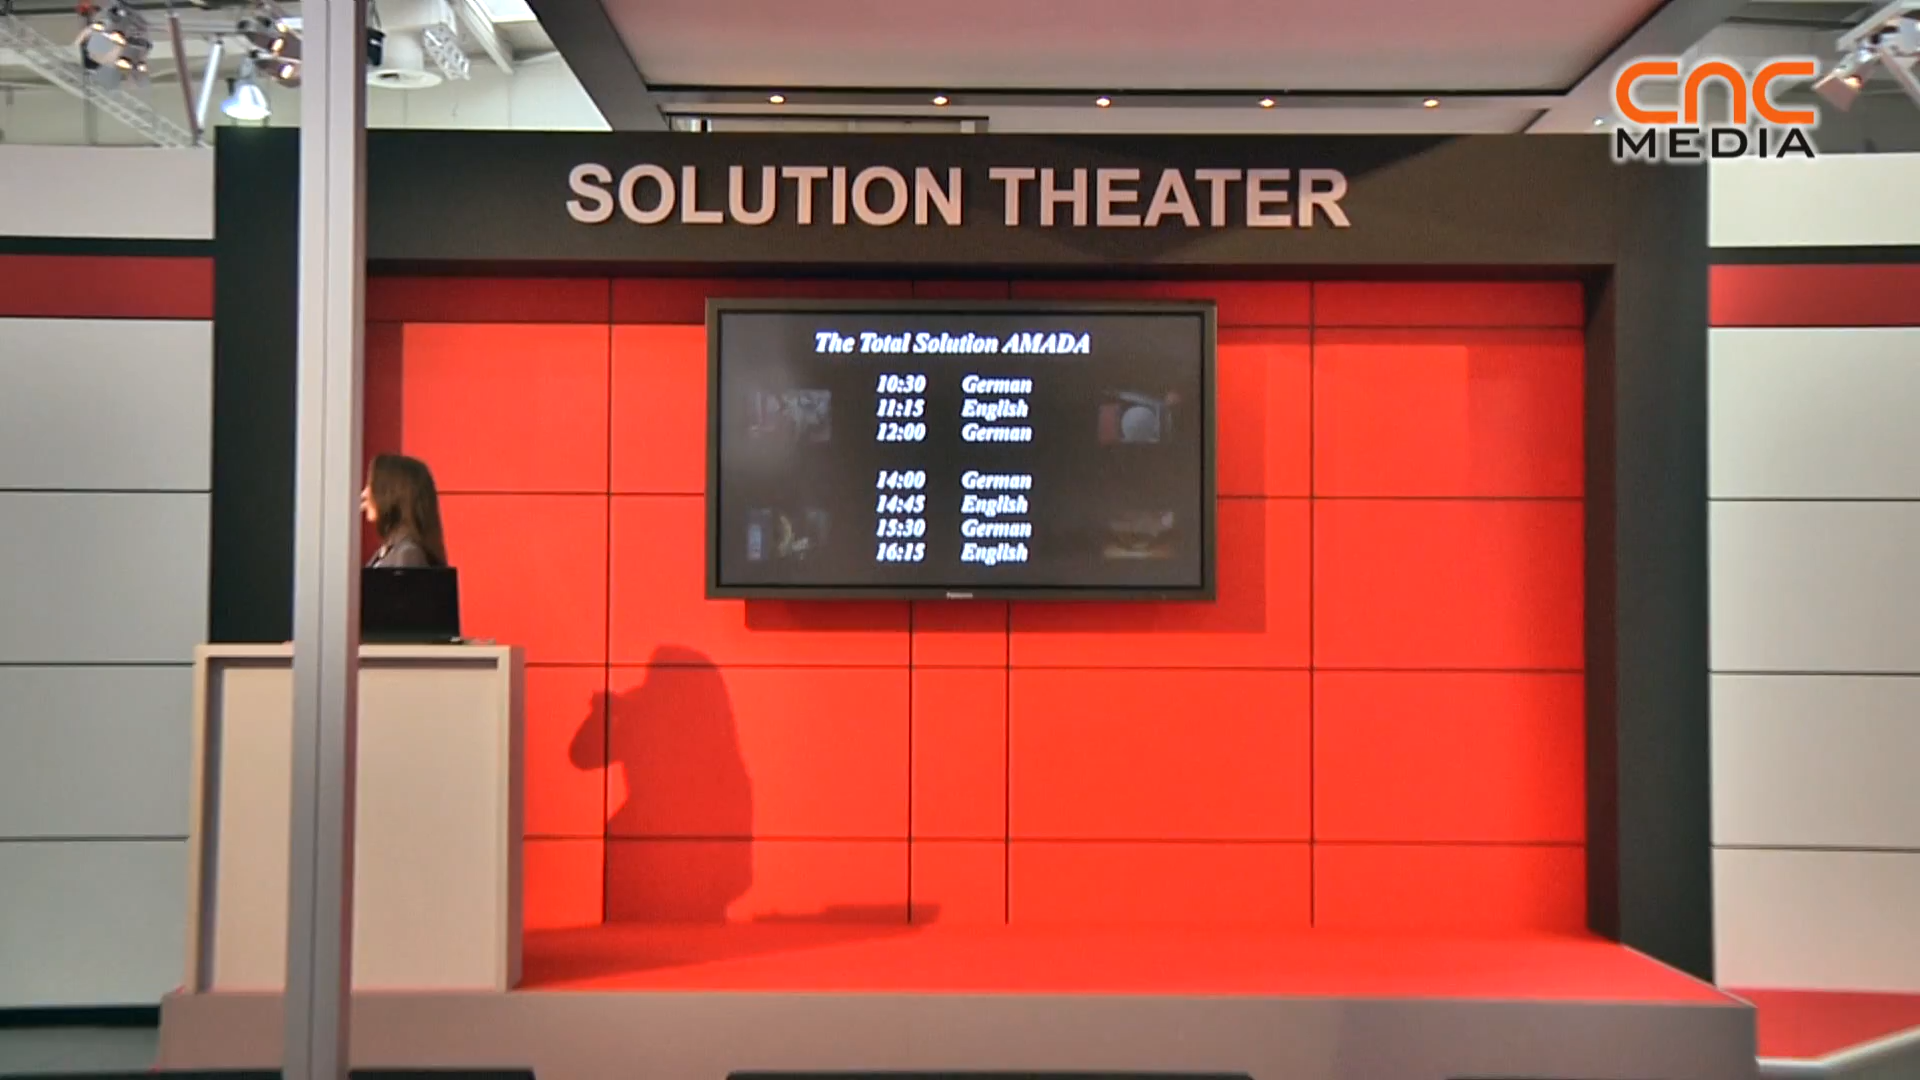 CNC
MEDIA
SOLUTION THEATER
The Total Solution AMADA
10:30 German
11:15 English
12:00 German
14:00 German
14:45 English
15:30 German
16:15 English
Panasonic